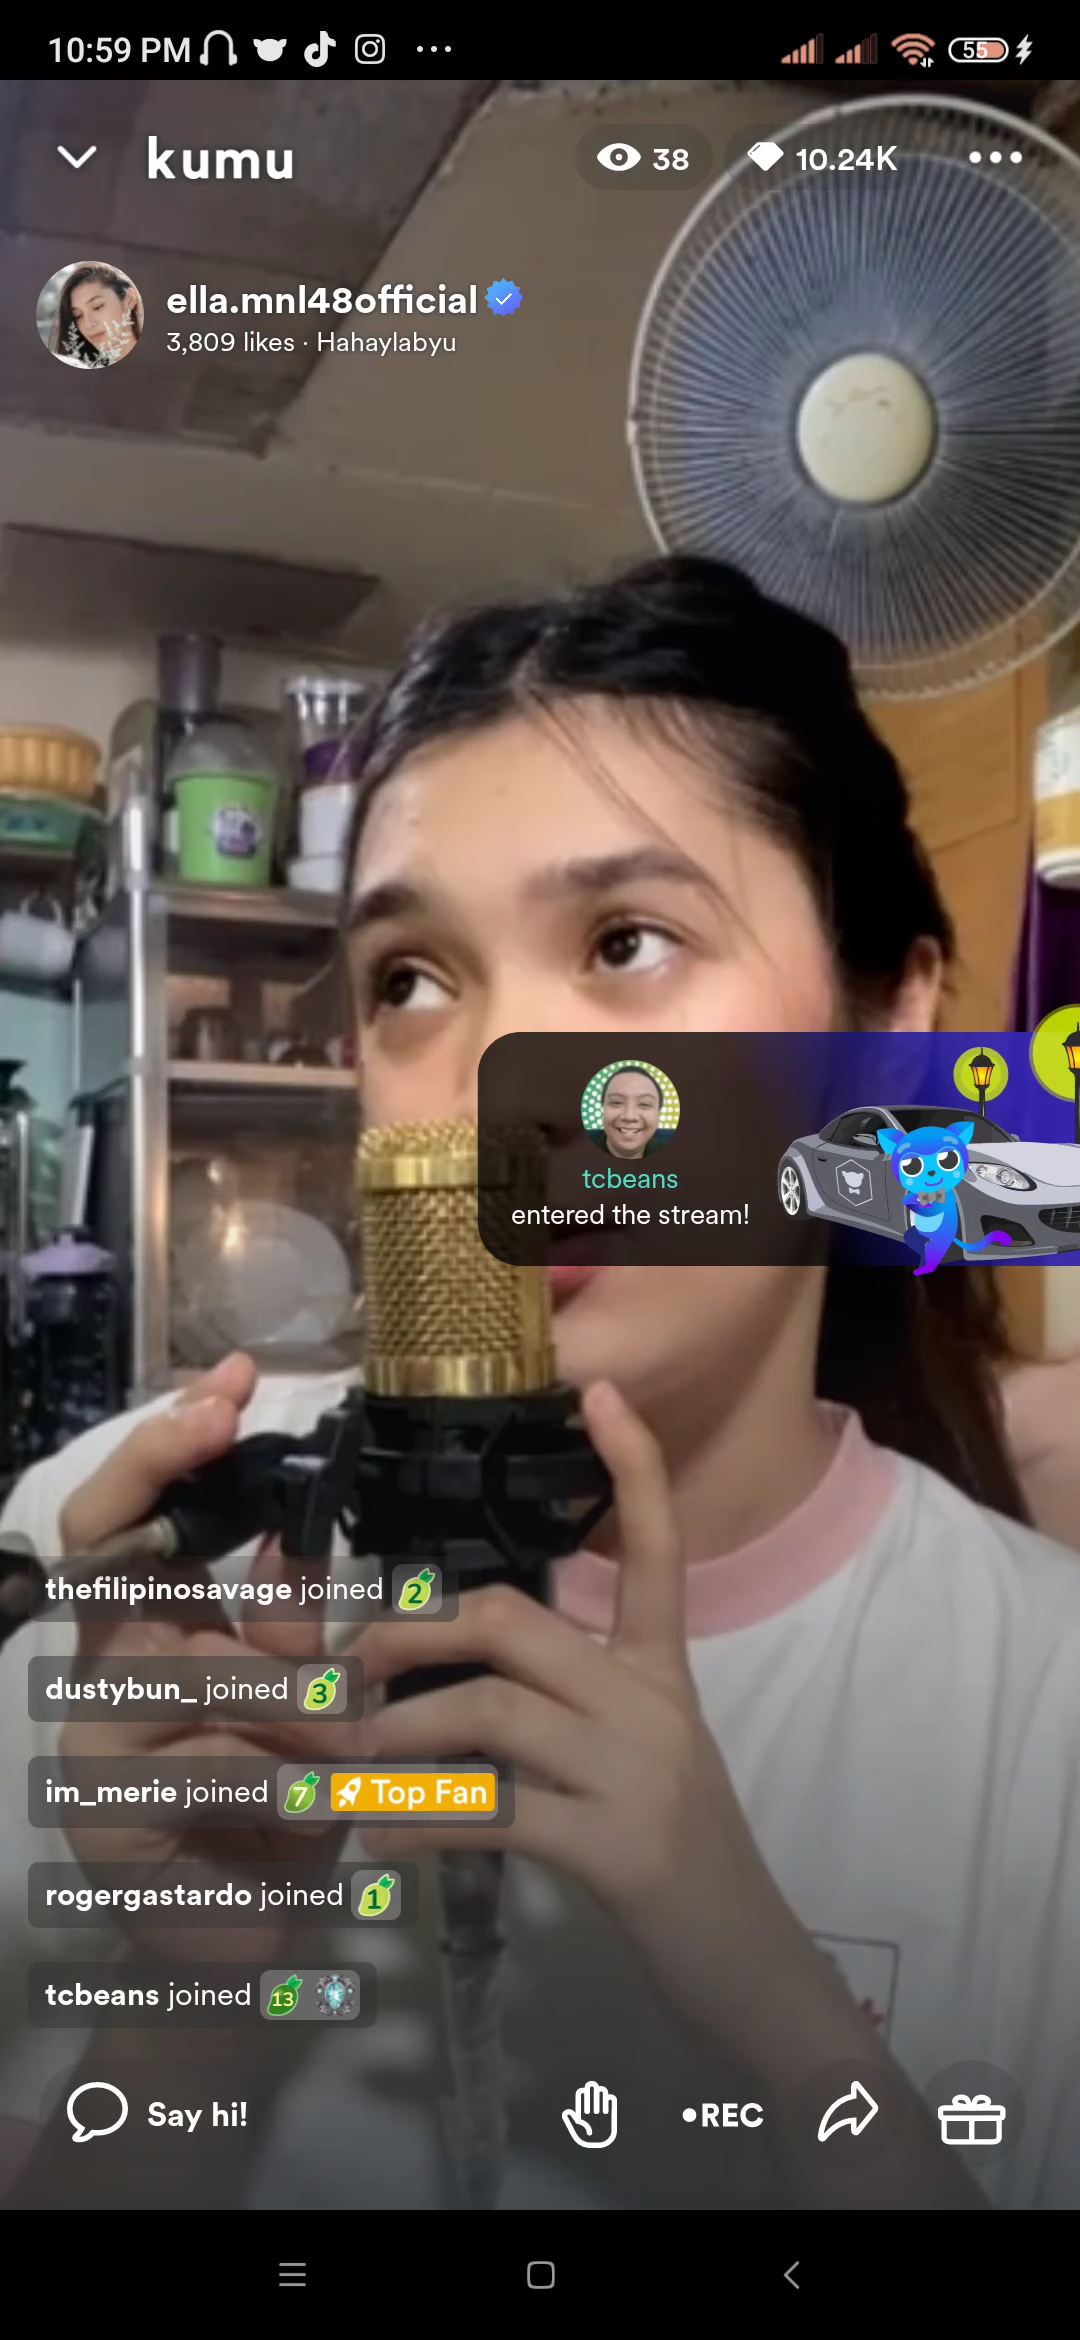 10:59 PM
55
kumu
38
10.24K
ella.mnl48official
3,809 likes · Hahaylabyu
tcbeans
entered the stream!
thefilipinosavage joined 2
dustybun_ joined 3
im_merie joined 7 Top Fan
rogergastardo joined 1
tcbeans joined 13
Say hi!
•REC